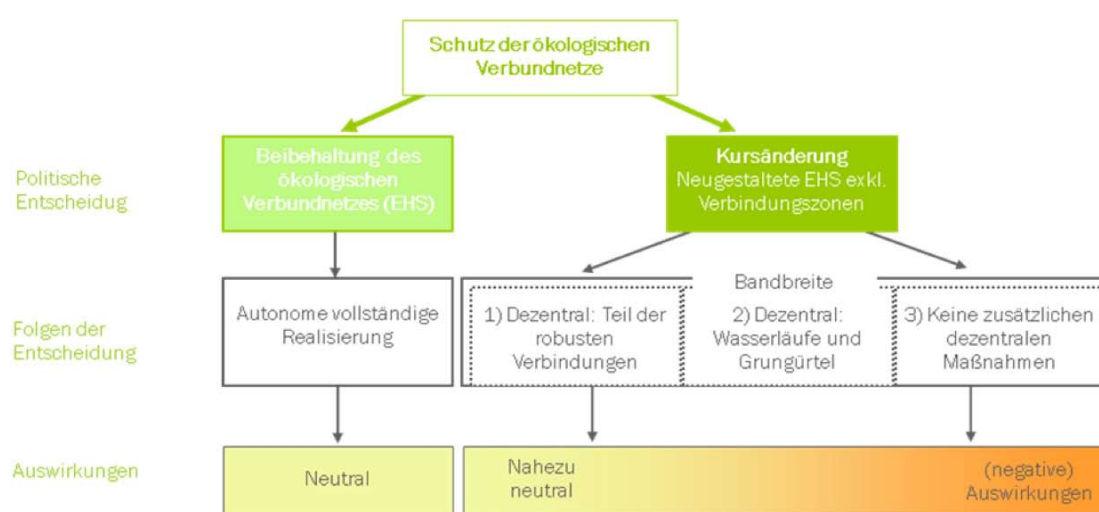 Schutz der ökologischen
Verbundnetze
Politische
Entscheidug
Beibehaltung des
ökologischen
Verbundnetzes (EHS)
Kursänderung
Neugestaltete EHS exkl.
Verbindungszonen
Folgen der
Entscheidung
Autonome vollständige
Realisierung
Bandbreite
1) Dezentral: Teil der
robusten
Verbindungen
2) Dezentral:
Wasserläufe und
Grungürtel
3) Keine zusätzlichen
dezentralen
Maßnahmen
Auswirkungen
Neutral
Nahezu
neutral
(negative)
Auswirkungen